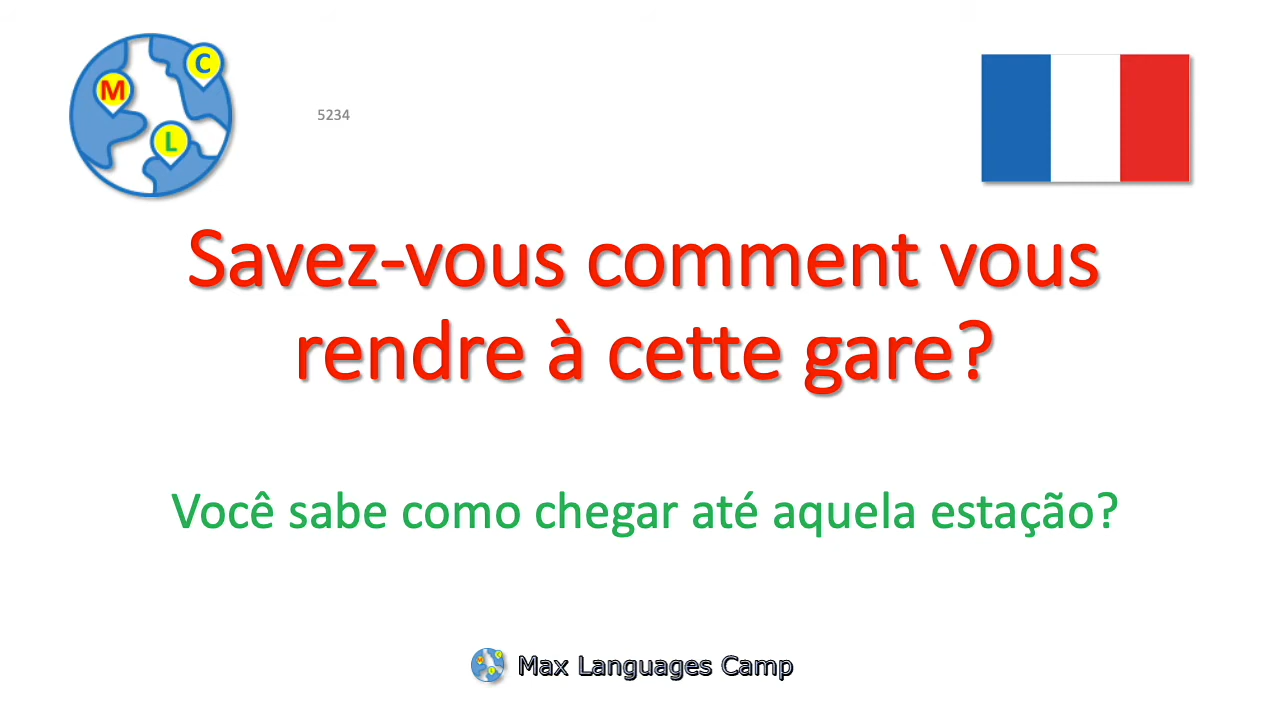 M
C
L
5234
Savez-vous comment vous
rendre à cette gare?
Você sabe como chegar até aquela estação?
Max Languages Camp